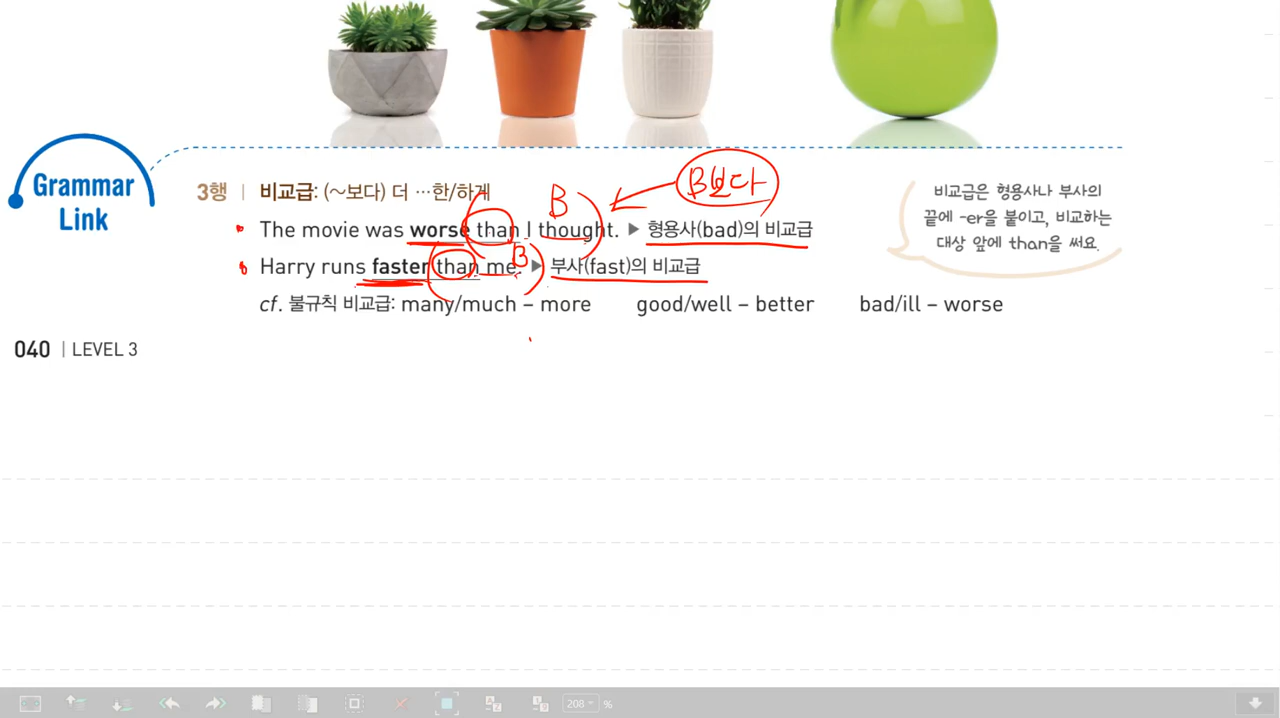 Grammar
Link
3행 | 비교급: (~보다) 더 …한/하게
B
B보다
The movie was worse than I thought. ▶ 형용사(bad)의 비교급
B
Harry runs faster than me. ▶ 부사(fast)의 비교급
cf. 불규칙 비교급: many/much – more good/well – better bad/ill – worse
비교급은 형용사나 부사의
끝에 -er을 붙이고, 비교하는
대상 앞에 than을 써요.
040 | LEVEL 3
208 %